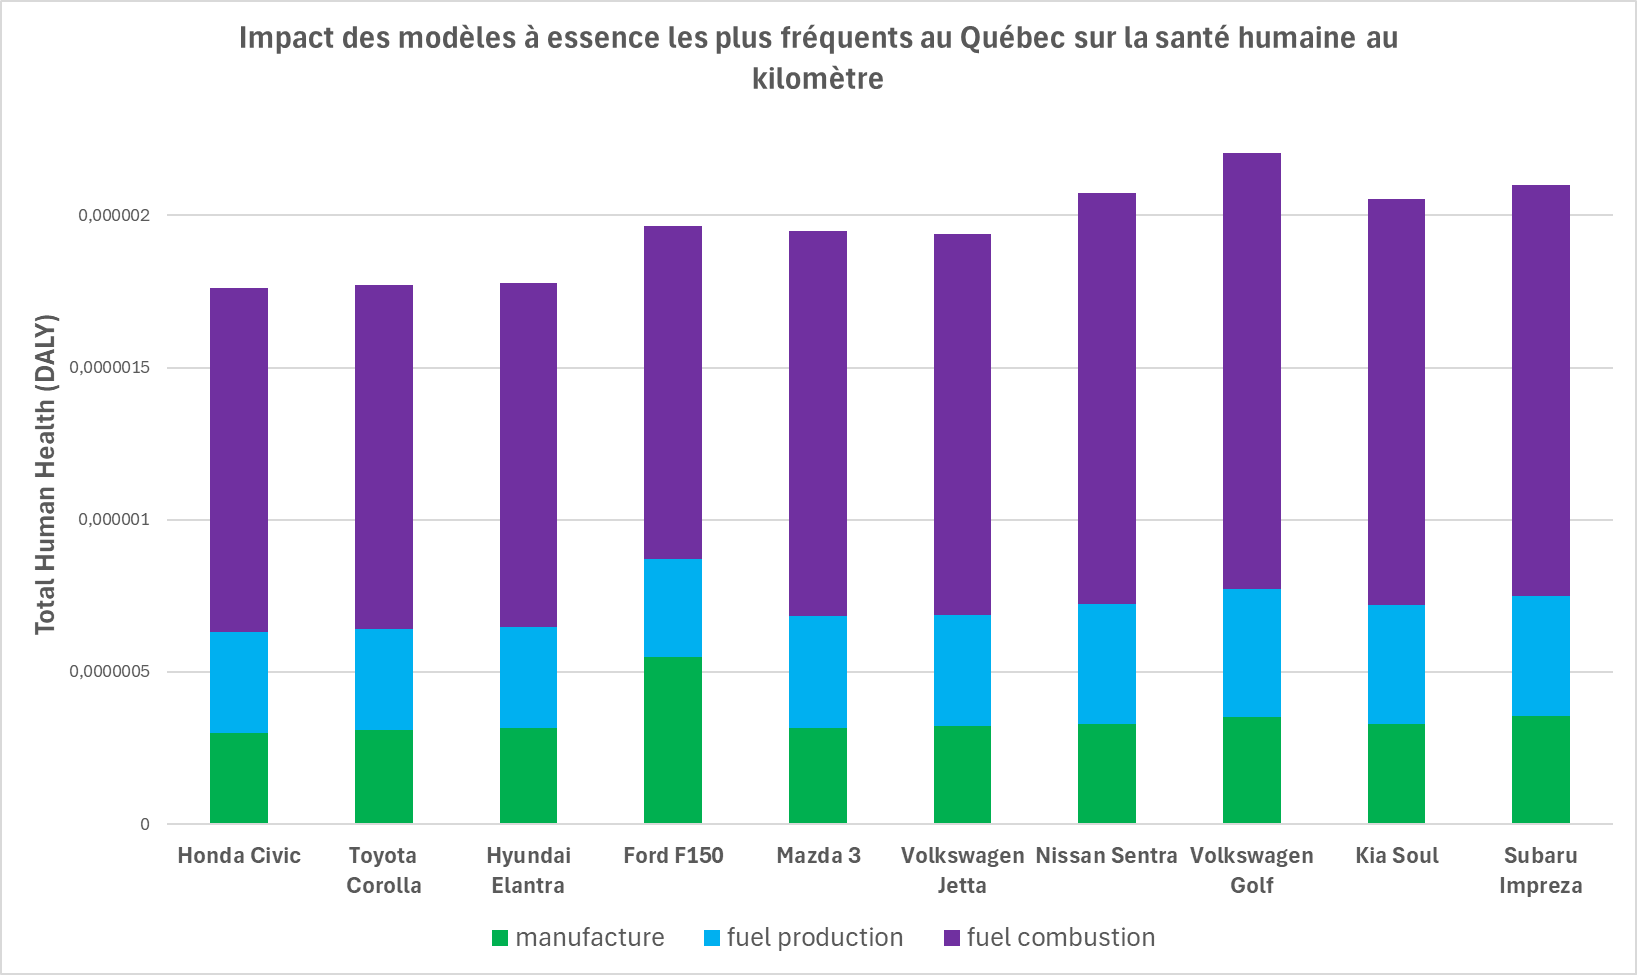 Impact des modèles à essence les plus fréquents au Québec sur la santé humaine au
kilomètre
Total Human Health (DALY)
0,000002
0,0000015
0,000001
0,0000005
0
Honda Civic
Toyota
Corolla
Hyundai
Elantra
Ford F150
Mazda 3
Volkswagen
Jetta
Nissan Sentra
Volkswagen
Golf
Kia Soul
Subaru
Impreza
manufacture
fuel production
fuel combustion